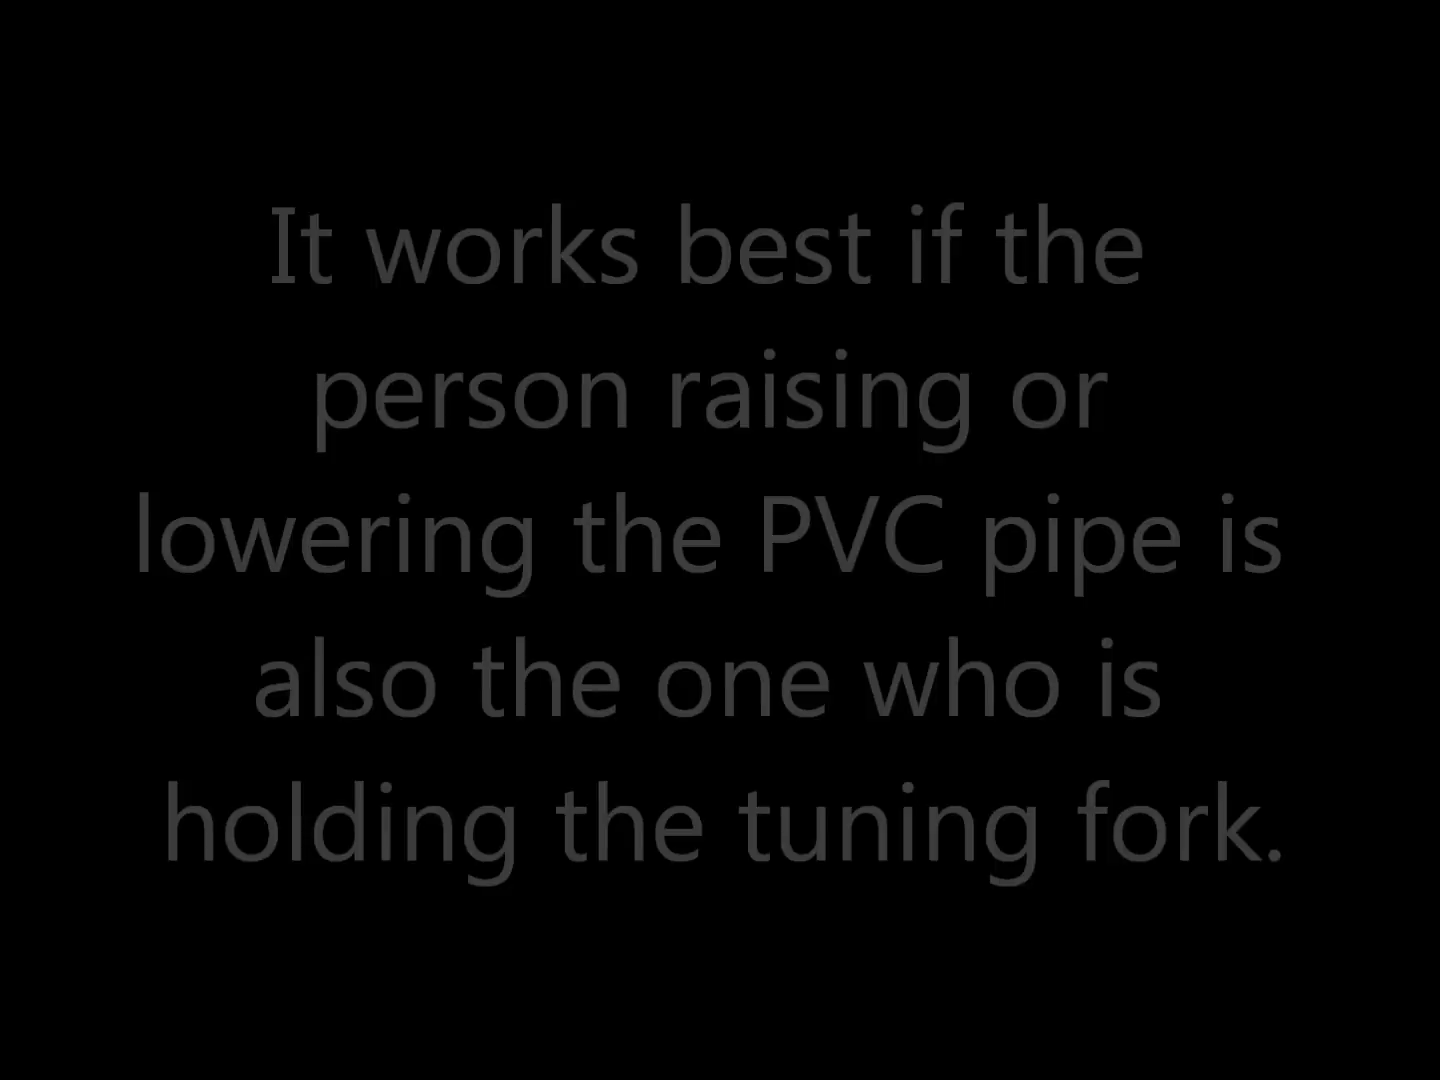 It works best if the
person raising or
lowering the PVC pipe is
also the one who is
holding the tuning fork.